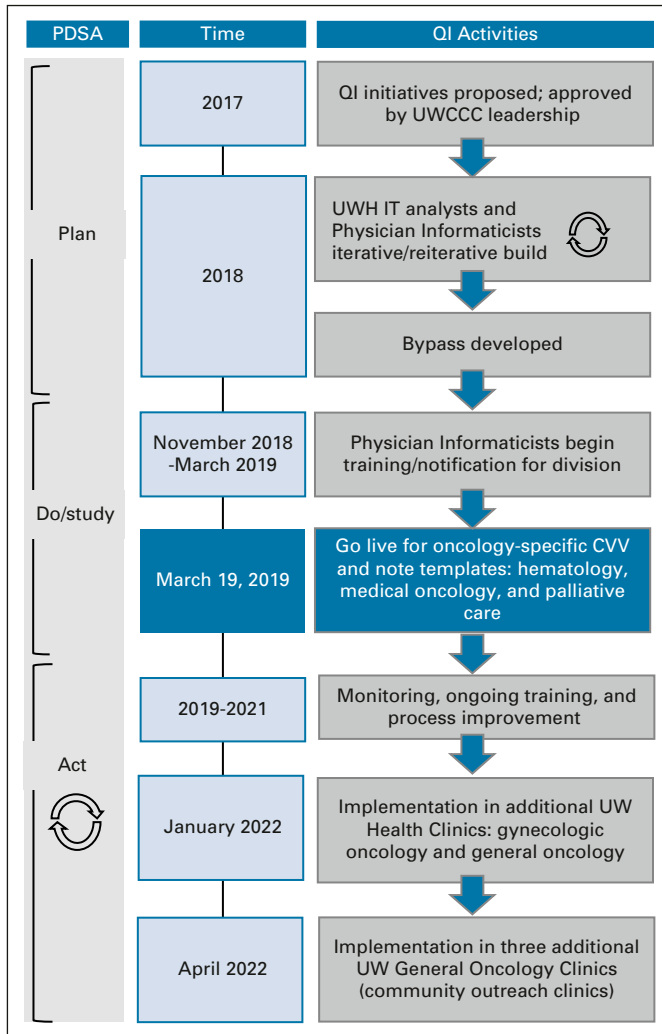 PDSA
Time
QI Activities
Plan
2017
QI initiatives proposed; approved
by UWCCC leadership
2018
UWH IT analysts and
Physician Informaticists
iterative/reiterative build
Bypass developed
Do/study
November 2018
-March 2019
Physician Informaticists begin
training/notification for division
March 19, 2019
Go live for oncology-specific CVV
and note templates: hematology,
medical oncology, and palliative
care
Act
2019-2021
Monitoring, ongoing training, and
process improvement
January 2022
Implementation in additional UW
Health Clinics: gynecologic
oncology and general oncology
April 2022
Implementation in three additional
UW General Oncology Clinics
(community outreach clinics)